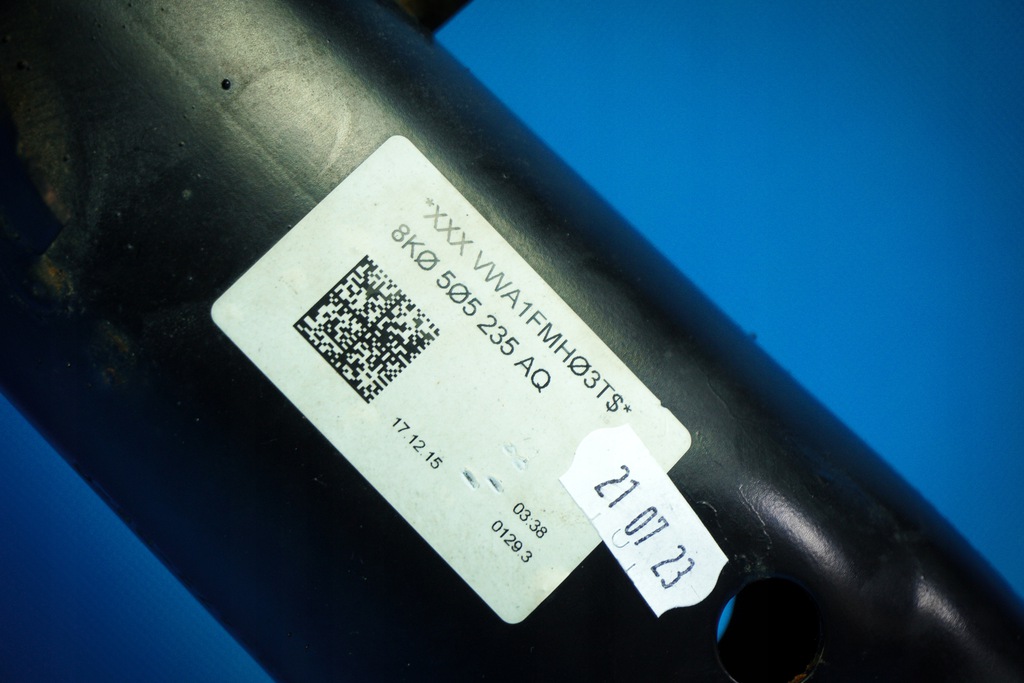 *XXX VWA1FMHØ3T$*
8KØ 5Ø5 235 AQ
17.12.15
03.38
0129.3
21 07 23